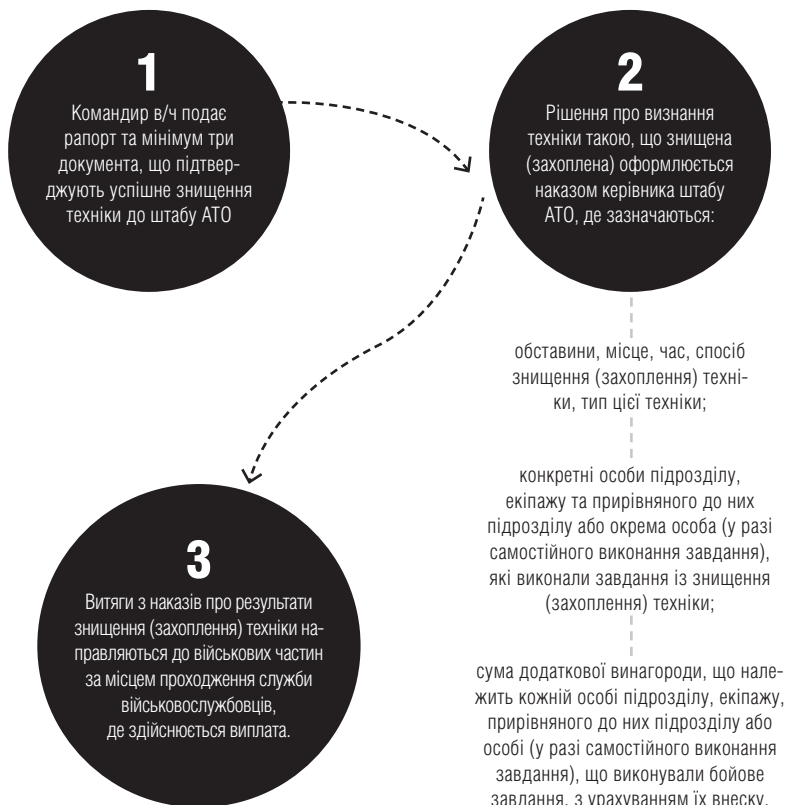 1
Командир в/ч подає
рапорт та мінімум три
документа, що підтвер-
джують успішне знищення
техніки до штабу АТО
2
Рішення про визнання
техніки такою, що знищена
(захоплена) оформлюється
наказом керівника штабу
АТО, де зазначаються:
обставини, місце, час, спосіб
знищення (захоплення) техні-
ки, тип цієї техніки;
конкретні особи підрозділу,
екіпажу та прирівняного до них
підрозділу або окрема особа (у разі
самостійного виконання завдання),
які виконали завдання із знищення
(захоплення) техніки;
сума додаткової винагороди, що нале-
жить кожній особі підрозділу, екіпажу,
прирівняного до них підрозділу або
особі (у разі самостійного виконання
завдання), що виконували бойове
завдання, з урахуванням їх внеску.
3
Витяги з наказів про результати
знищення (захоплення) техніки на-
правляються до військових частин
за місцем проходження служби
військовослужбовців,
де здійснюється виплата.